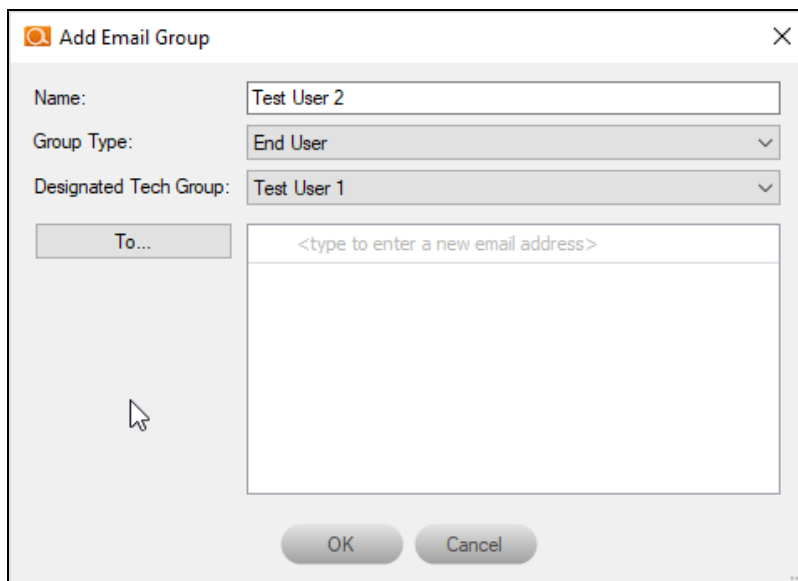 Add Email Group
Name: Test User 2
Group Type: End User
Designated Tech Group: Test User 1
To... <type to enter a new email address>
OK Cancel